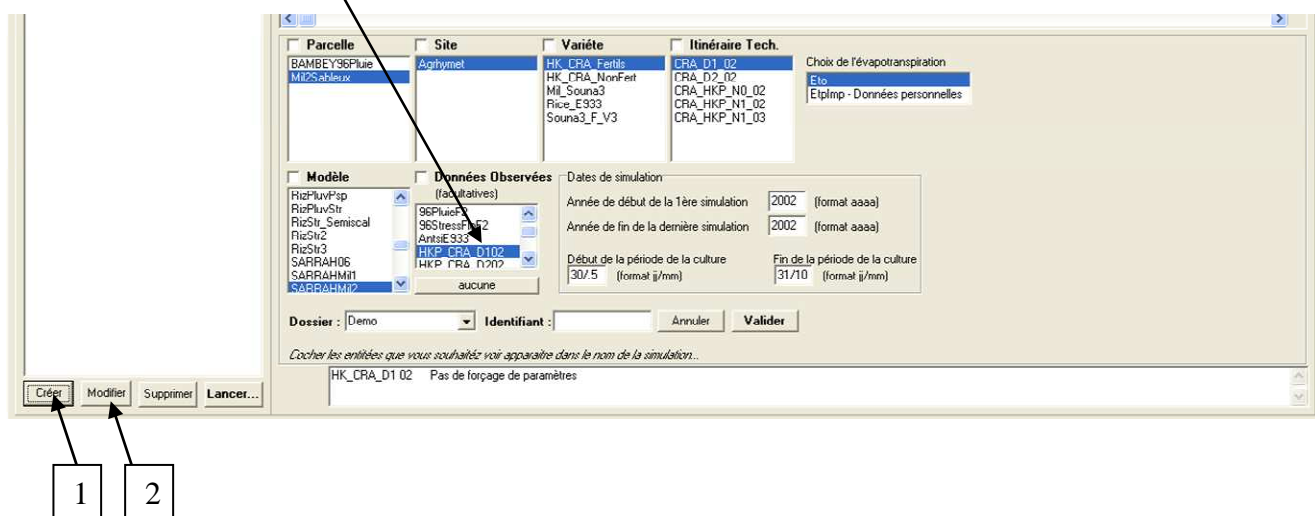 Parcelle Site Variéte Itinéraire Tech.
BAMBEY96Pluie Agrhymet HK_CRA_Fertils CRA_D1_02 Choix de l'évapotranspiration
Mil2Sableux HK_CRA_NonFert CRA_D2_02 Eto
Mil_Souna3 CRA_HKP_N0_02 EtpImp - Données personnelles
Rice_E933 CRA_HKP_N1_02
Souna3_F_V3 CRA_HKP_N1_03
Modèle Données Observées Dates de simulation
(facultatives)
RizPluvPsp
RizPluvStr 96PluieF2 Année de début de la 1ère simulation 2002 (format aaaa)
RizStr_Semiscal
RizStr2 AntsiE933 Année de fin de la dernière simulation 2002 (format aaaa)
RizStr3 HKP_CRA_D102
SARRAH06 HKP_CRA_D202 Début de la période de la culture Fin de la période de la culture
SARRAHMil1 30/.5 (format jj/mm) 31/10 (format jj/mm)
SARRAHMil2 aucune
Dossier : Demo Identifiant : Annuler Valider
Cocher les entitées que vous souhaitéz voir apparaitre dans le nom de la simulation...
HK_CRA_D1 02 Pas de forçage de paramètres
Créer Modifier Supprimer Lancer...
1 2